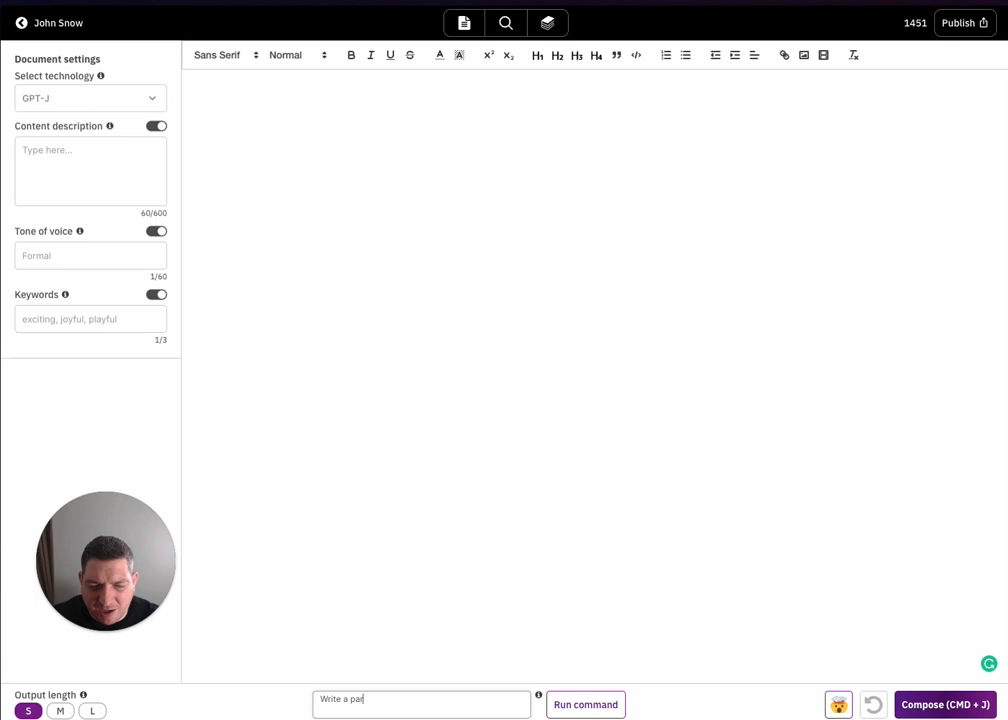 John Snow
1451
Publish
Document settings
Select technology
GPT-J
Content description
Type here...
60/600
Tone of voice
Formal
1/60
Keywords
exciting, joyful, playful
1/3
Sans Serif
Normal
B I U S A A x² x₂ H1 H2 H3 H4
Output length
S M L
Write a par
Run command
Compose (CMD + J)